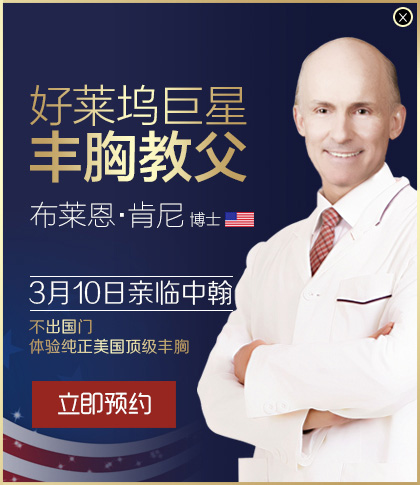 好莱坞巨星
丰胸教父
布莱恩·肯尼 博士
3月10日亲临中翰
不出国门
体验纯正美国顶级丰胸
立即预约